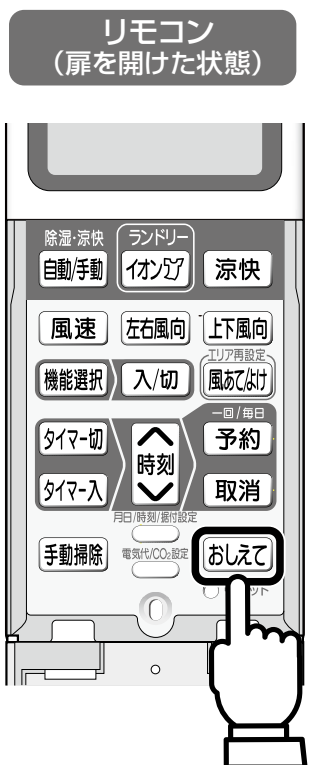 リモコン
（扉を開けた状態）
除湿・涼快
ランドリー
自動/手動
イオン
涼快
風速
左右風向
上下風向
エリア再設定
機能選択
入/切
風あて/よけ
一回/毎日
タイマー切
時刻
予約
タイマー入
取消
月日/時刻/据付設定
手動掃除
電気代/CO₂設定
おしえて